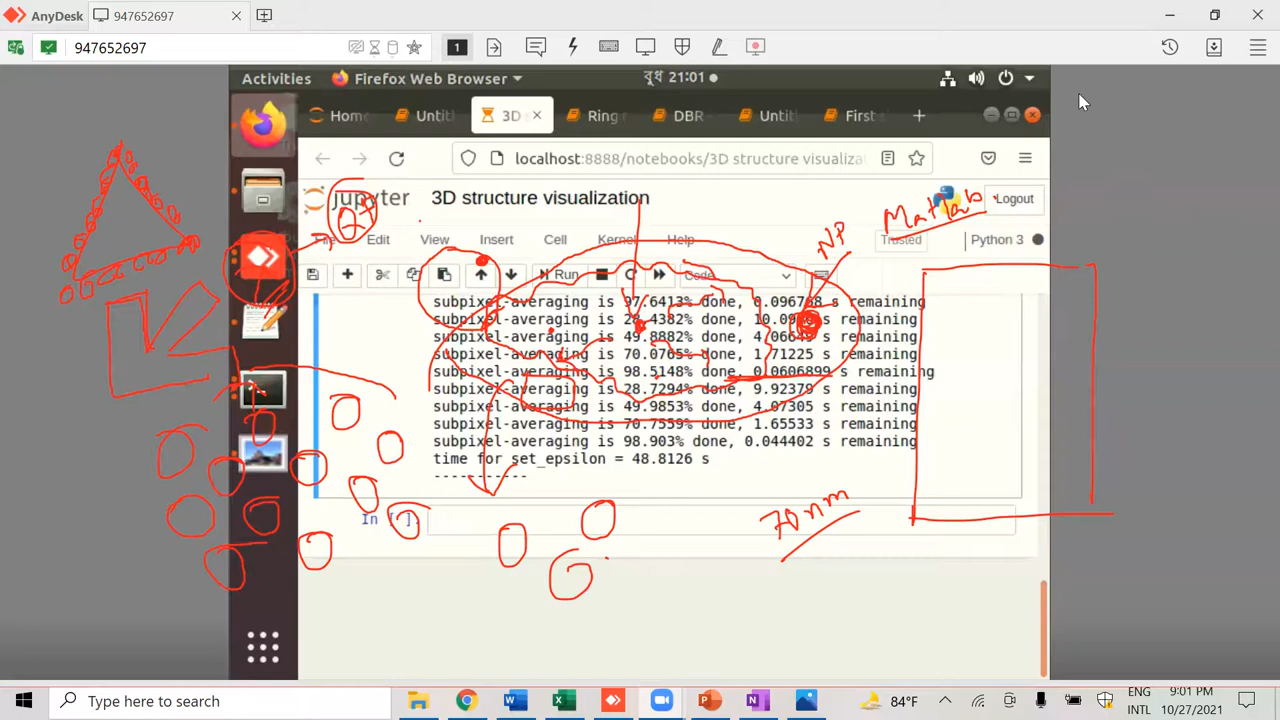 AnyDesk
947652697
947652697
1
Activities
Firefox Web Browser
बुध 21:01
Home
Untitl
3D
Ring
DBR
Untitl
First
localhost:8888/notebooks/3D structure visualiza
jupyter
3D structure visualization
Logout
File
Edit
View
Insert
Cell
Kernel
Help
Trusted
Python 3
Run
Code
subpixel-averaging is 97.6413% done, 0.096788 s remaining
subpixel-averaging is 28.4382% done, s remaining
subpixel-averaging is 49.8882% done, s remaining
subpixel-averaging is 70.0765% done, 1.71225 s remaining
subpixel-averaging is 98.5148% done, 0.0606899 s remaining
subpixel-averaging is 28.7294% done, 9.92379 s remaining
subpixel-averaging is 49.9853% done, 4.07305 s remaining
subpixel-averaging is 70.7559% done, 1.65533 s remaining
subpixel-averaging is 98.903% done, 0.044402 s remaining
time for set_epsilon = 48.8126 s
-----------
In [ ]:
Matlab
NP
70nm
Type here to search
84°F
ENG
INTL
9:01 PM
10/27/2021